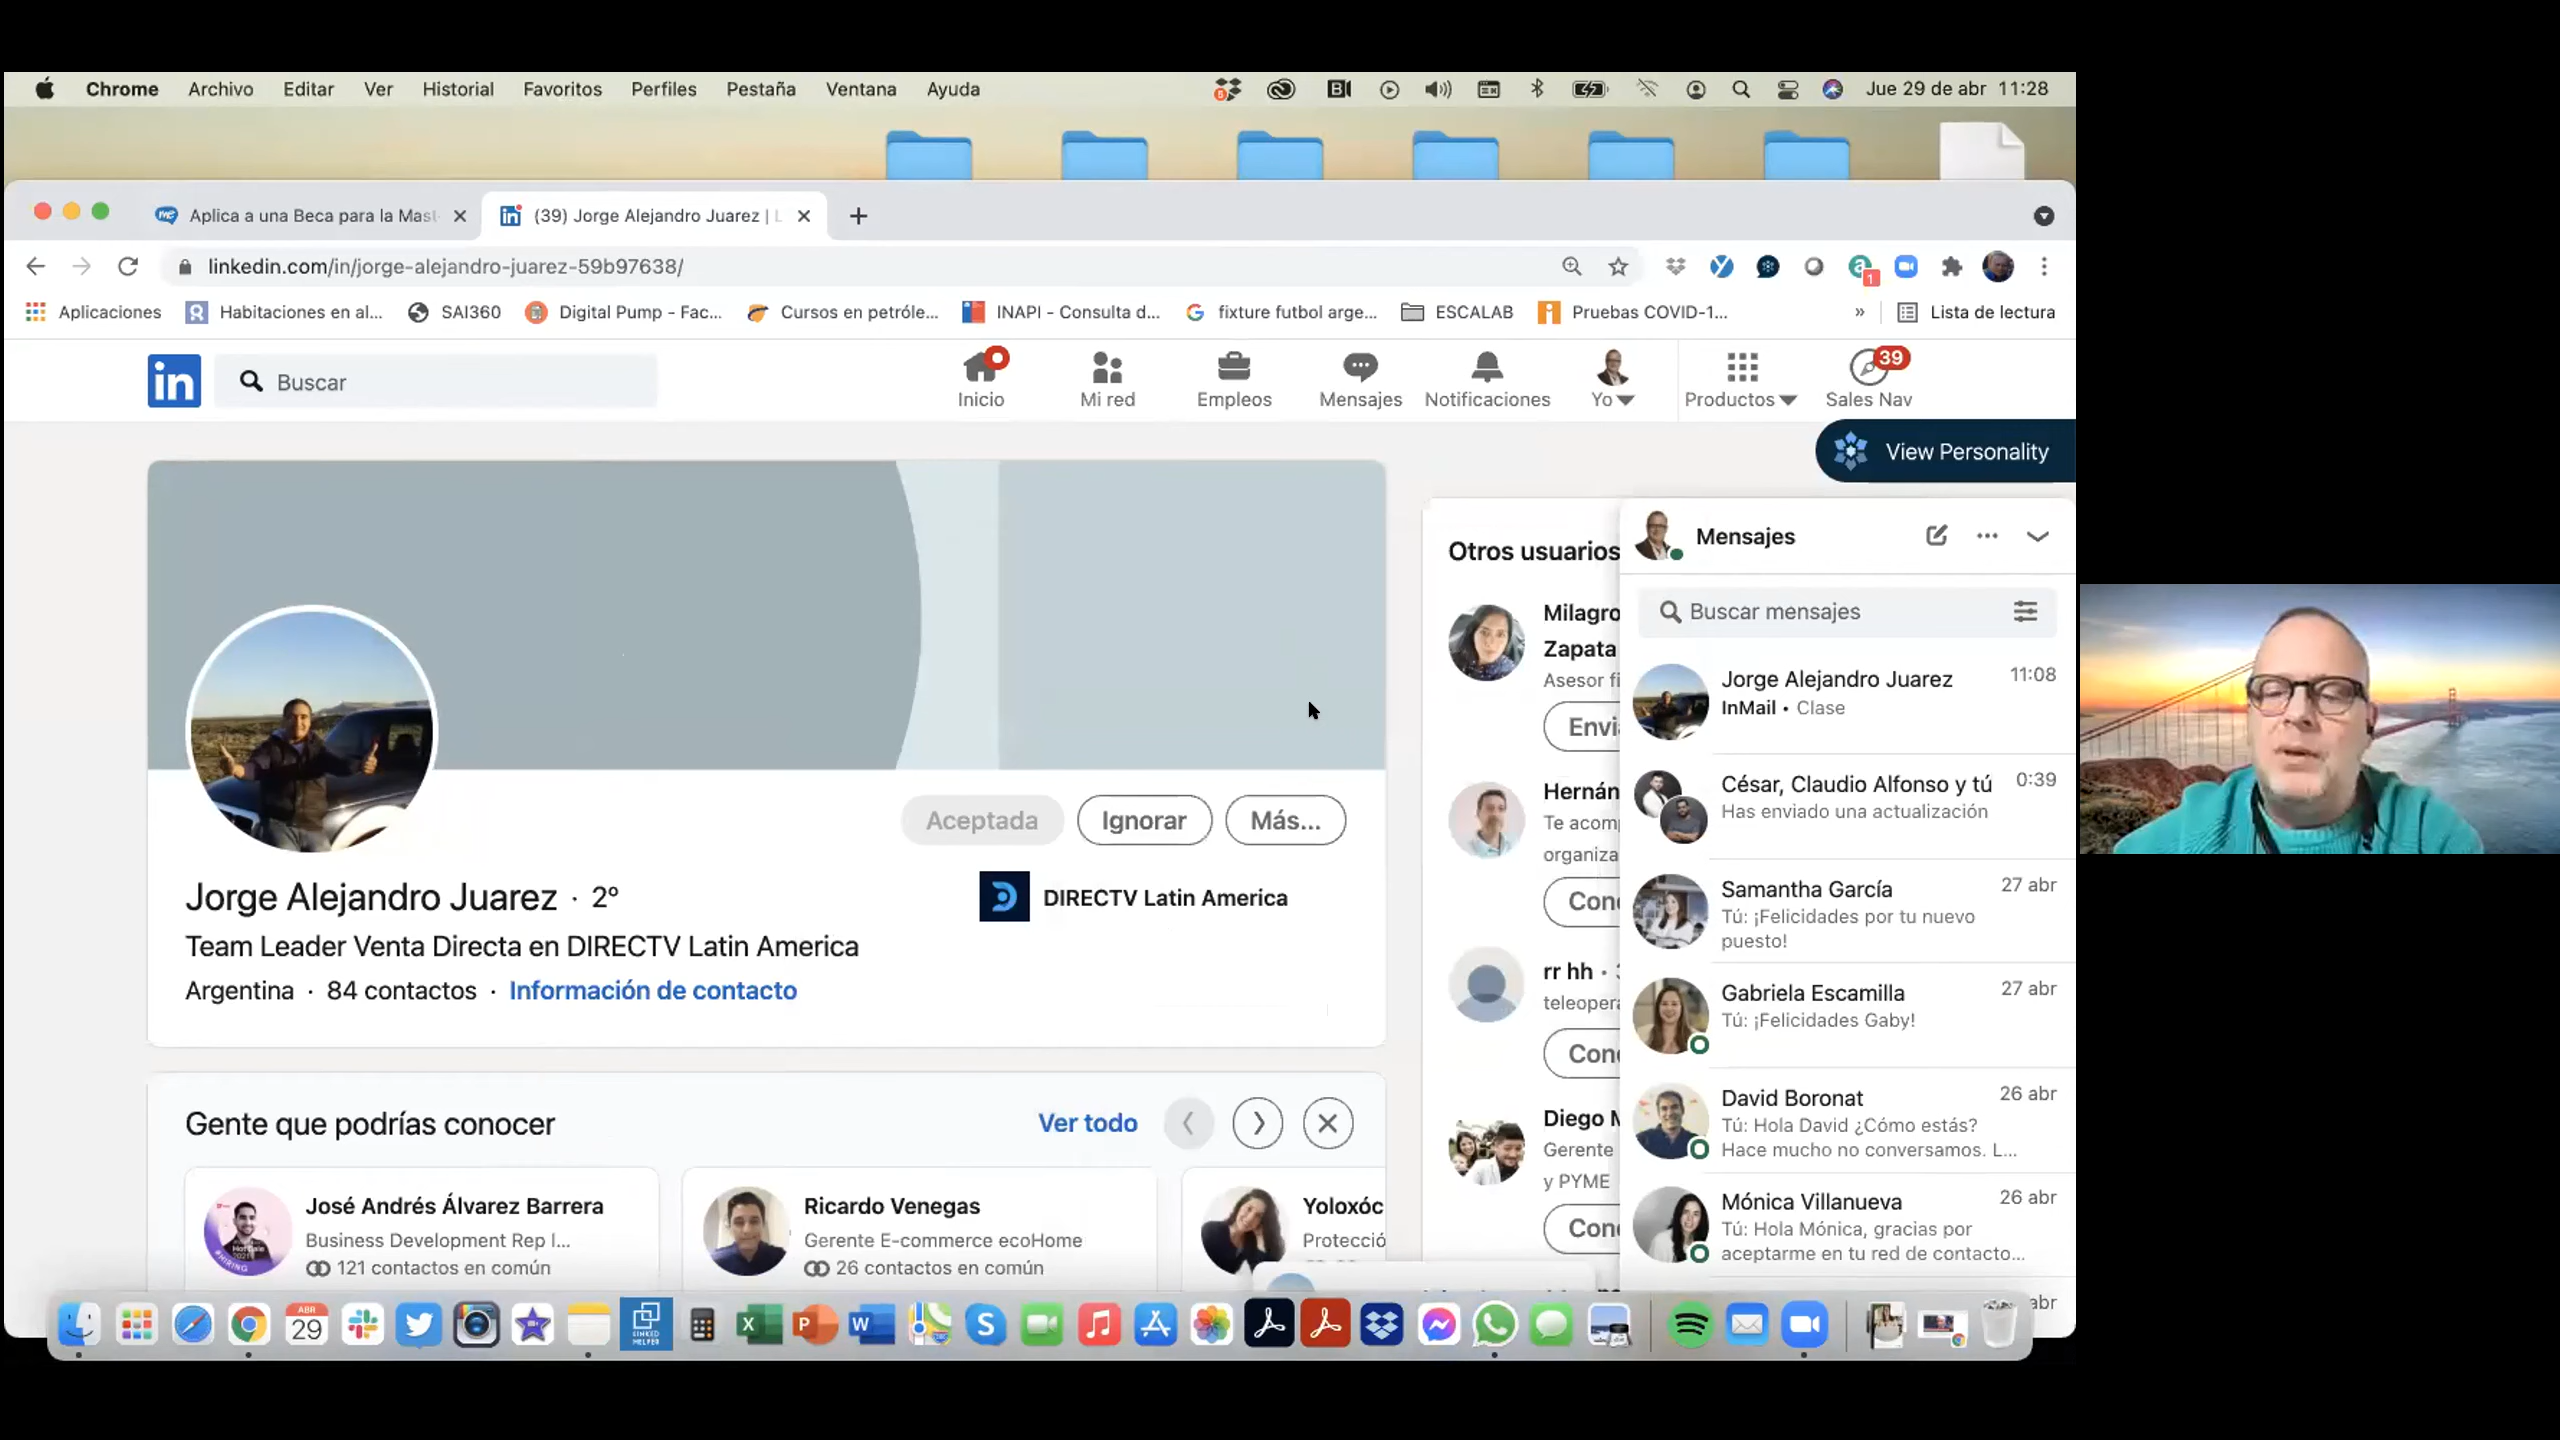 Chrome Archivo Editar Ver Historial Favoritos Perfiles Pestaña Ventana Ayuda
Jue 29 de abr 11:28
Aplica a una Beca para la Mast
(39) Jorge Alejandro Juarez | L
linkedin.com/in/jorge-alejandro-juarez-59b97638/
1
Aplicaciones
Habitaciones en al...
SAI360
Digital Pump - Fac...
Cursos en petróle...
INAPI - Consulta d...
fixture futbol arge...
ESCALAB
Pruebas COVID-1...
»
Lista de lectura
in
Buscar
Inicio
Mi red
Empleos
Mensajes
Notificaciones
Yo
Productos
39
Sales Nav
View Personality
Aceptada
Ignorar
Más...
Jorge Alejandro Juarez · 2º
DIRECTV Latin America
Team Leader Venta Directa en DIRECTV Latin America
Argentina · 84 contactos · Información de contacto
Gente que podrías conocer
Ver todo
José Andrés Álvarez Barrera
Business Development Rep I...
121 contactos en común
Ricardo Venegas
Gerente E-commerce ecoHome
26 contactos en común
Yoloxóc
Protecció
Otros usuarios
Milagro
Zapata
Asesor fi
Envi
Hernán
Te acom
organiza
Con
rr hh ·
teleopera
Con
Diego M
Gerente
y PYME
Con
Mensajes
Buscar mensajes
Jorge Alejandro Juarez 11:08
InMail • Clase
César, Claudio Alfonso y tú 0:39
Has enviado una actualización
Samantha García 27 abr
Tú: ¡Felicidades por tu nuevo
puesto!
Gabriela Escamilla 27 abr
Tú: ¡Felicidades Gaby!
David Boronat 26 abr
Tú: Hola David ¿Cómo estás?
Hace mucho no conversamos. L...
Mónica Villanueva 26 abr
Tú: Hola Mónica, gracias por
aceptarme en tu red de contacto...
abr
ABR
29
LINKED
HELPER